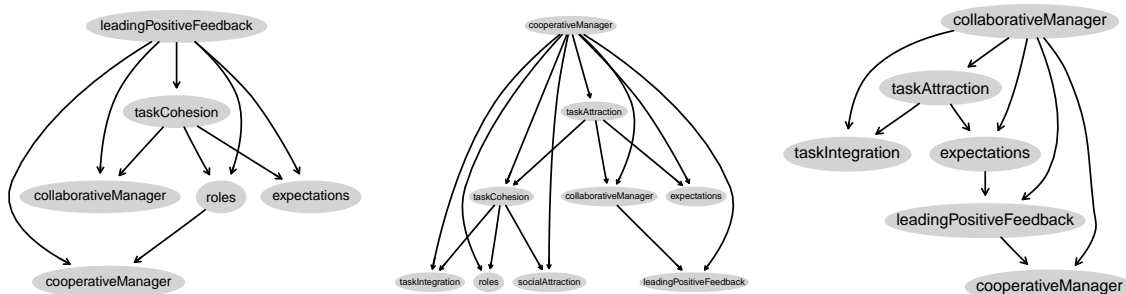 leadingPositiveFeedback
taskCohesion
collaborativeManager
roles
expectations
cooperativeManager
cooperativeManager
taskAttraction
taskCohesion
collaborativeManager
expectations
taskIntegration
roles
socialAttraction
leadingPositiveFeedback
collaborativeManager
taskAttraction
taskIntegration
expectations
leadingPositiveFeedback
cooperativeManager